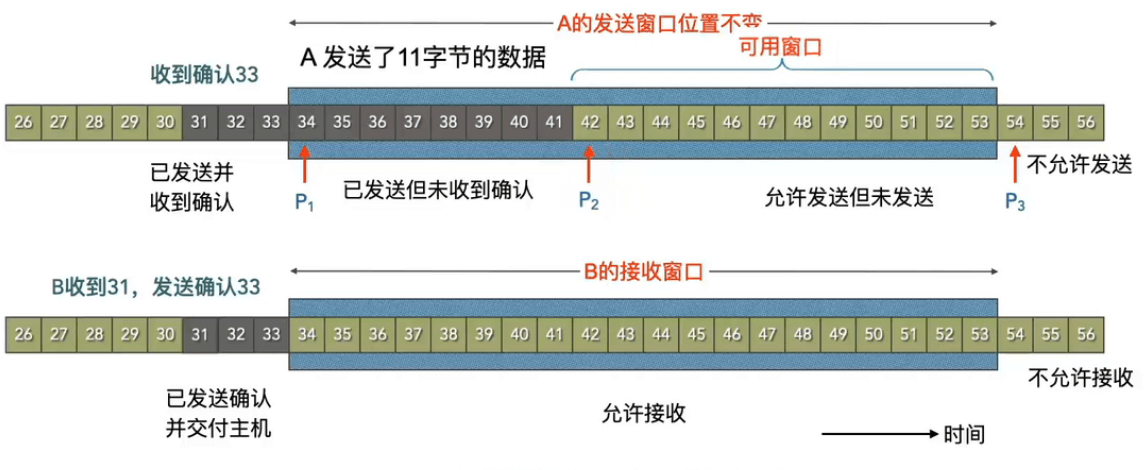 A的发送窗口位置不变
A 发送了11字节的数据
可用窗口
收到确认33
26 27 28 29 30 31 32 33 34 35 36 37 38 39 40 41 42 43 44 45 46 47 48 49 50 51 52 53 54 55 56
已发送并
收到确认
P₁
已发送但未收到确认
P₂
允许发送但未发送
P₃
不允许发送
B的接收窗口
B收到31，发送确认33
26 27 28 29 30 31 32 33 34 35 36 37 38 39 40 41 42 43 44 45 46 47 48 49 50 51 52 53 54 55 56
已发送确认
并交付主机
允许接收
不允许接收
时间